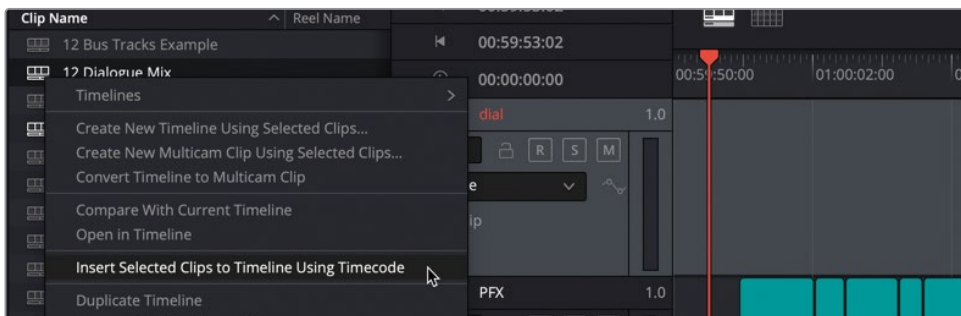 Clip Name
Reel Name
12 Bus Tracks Example
00:59:53:02
12 Dialogue Mix
00:00:00:00
00:59:50:00
01:00:02:00
Timelines
dial
1.0
Create New Timeline Using Selected Clips...
Create New Multicam Clip Using Selected Clips...
R S M
Convert Timeline to Multicam Clip
e
Compare With Current Timeline
ip
Open in Timeline
Insert Selected Clips to Timeline Using Timecode
PFX
1.0
Duplicate Timeline